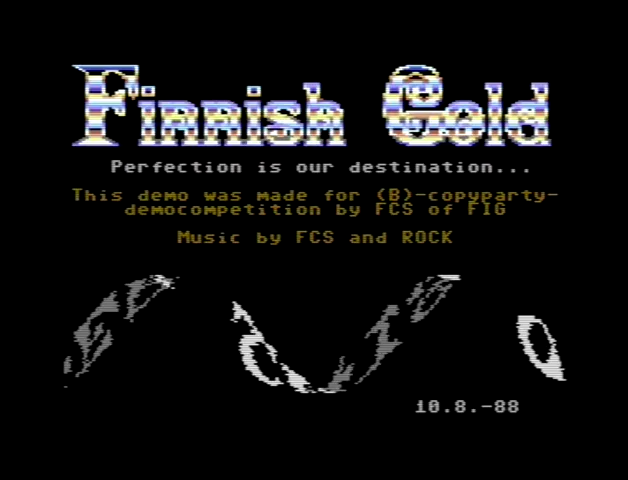 Finnish Gold
Perfection is our destination...
This demo was made for (B)-copyparty-
democompetition by FCS of FIG
Music by FCS and ROCK
10.8.-88